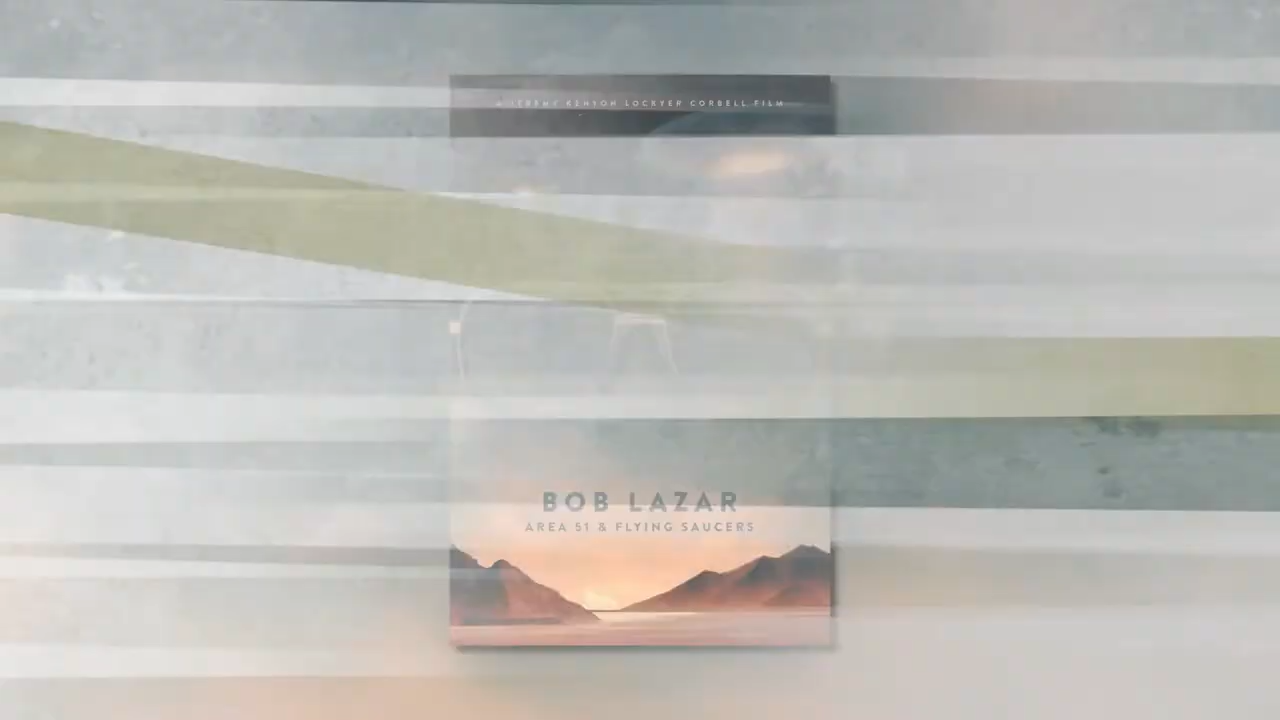 A JEREMY KENYON LOCKYER CORBELL FILM
BOB LAZAR
AREA 51 & FLYING SAUCERS